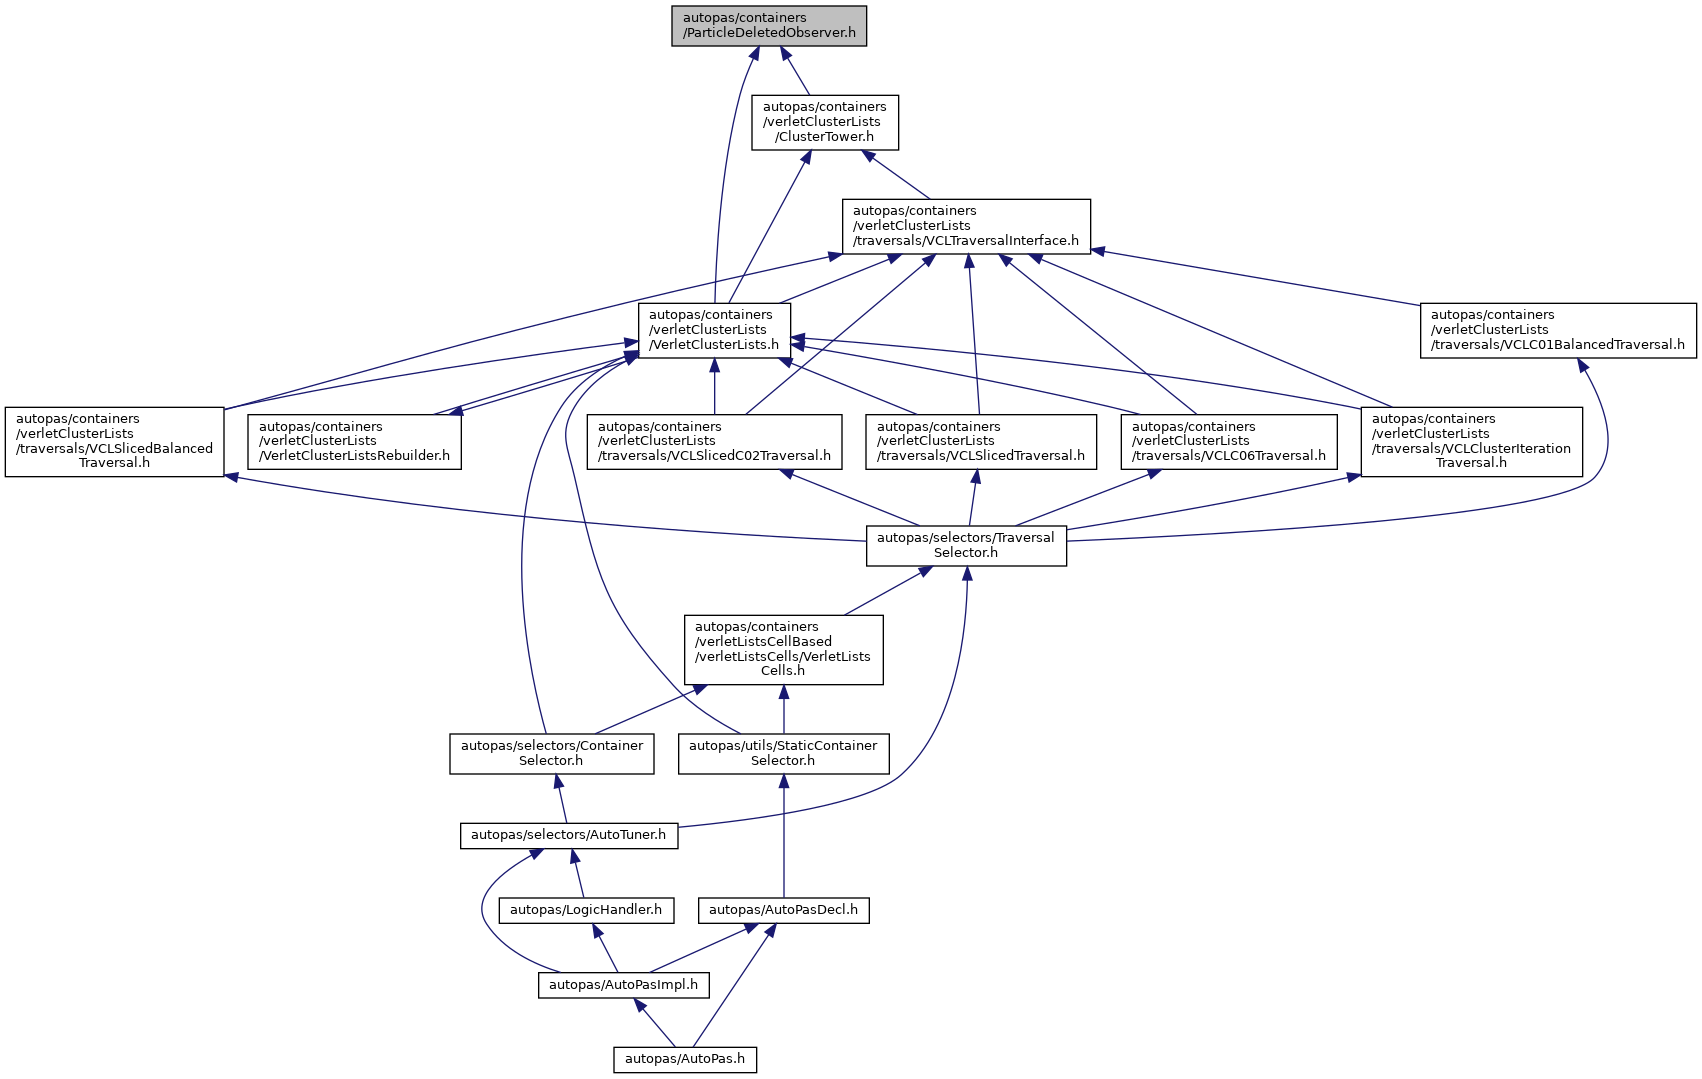 autopas/containers
/ParticleDeletedObserver.h
autopas/containers
/verletClusterLists
/ClusterTower.h
autopas/containers
/verletClusterLists
/traversals/VCLTraversalInterface.h
autopas/containers
/verletClusterLists
/VerletClusterLists.h
autopas/containers
/verletClusterLists
/traversals/VCLC01BalancedTraversal.h
autopas/containers
/verletClusterLists
/traversals/VCLSlicedBalanced
Traversal.h
autopas/containers
/verletClusterLists
/VerletClusterListsRebuilder.h
autopas/containers
/verletClusterLists
/traversals/VCLSlicedC02Traversal.h
autopas/containers
/verletClusterLists
/traversals/VCLSlicedTraversal.h
autopas/containers
/verletClusterLists
/traversals/VCLC06Traversal.h
autopas/containers
/verletClusterLists
/traversals/VCLClusterIteration
Traversal.h
autopas/selectors/Traversal
Selector.h
autopas/containers
/verletListsCellBased
/verletListsCells/VerletLists
Cells.h
autopas/selectors/Container
Selector.h
autopas/utils/StaticContainer
Selector.h
autopas/selectors/AutoTuner.h
autopas/LogicHandler.h
autopas/AutoPasDecl.h
autopas/AutoPasImpl.h
autopas/AutoPas.h